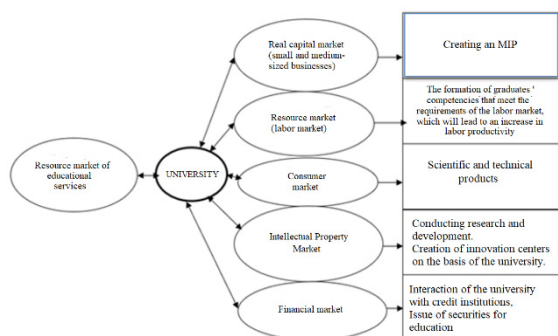 Real capital market
(small and medium-
sized businesses)
Creating an MIP
Resource market
(labor market)
The formation of graduates '
competencies that meet the
requirements of the labor market,
which will lead to an increase in
labor productivity
Resource market of
educational
services
UNIVERSITY
Consumer
market
Scientific and technical
products
Intellectual Property
Market
Conducting research and
development.
Creation of innovation centers
on the basis of the university.
Financial market
Interaction of the university
with credit institutions,
Issue of securities for
education